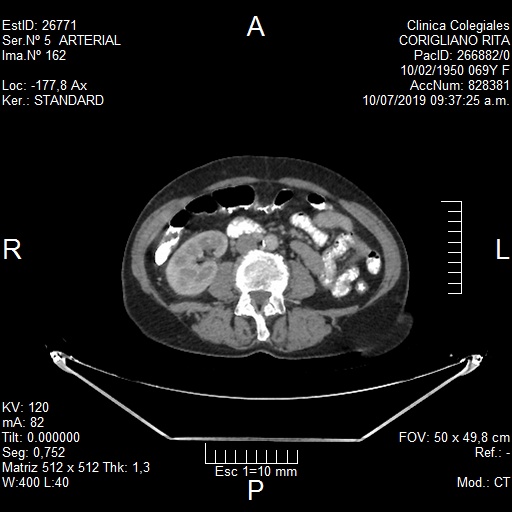 EstID: 26771
Ser.Nº 5 ARTERIAL
Ima.Nº 162
Loc: -177,8 Ax
Ker.: STANDARD
A
Clinica Colegiales
CORIGLIANO RITA
PacID: 266882/0
10/02/1950 069Y F
AccNum: 828381
10/07/2019 09:37:25 a.m.
R
L
KV: 120
mA: 82
Tilt: 0.000000
Seg: 0,752
Matriz 512 x 512 Thk: 1,3
W:400 L:40
Esc 1=10 mm
P
FOV: 50 x 49,8 cm
Ref.: -
Mod.: CT